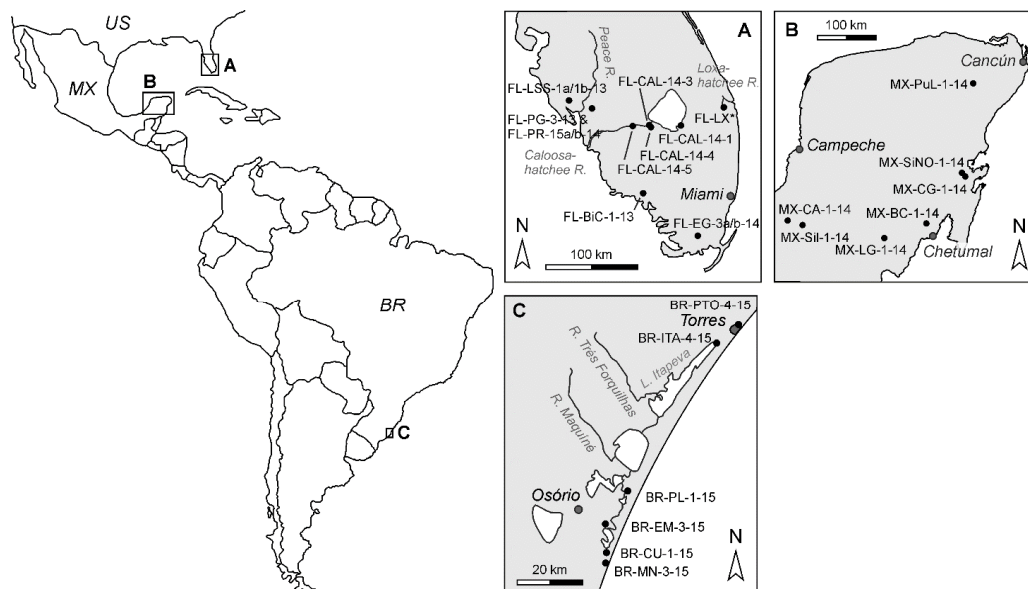 US
MX
A
B
BR
C
A
Peace R.
Loxa-
hatchee R.
FL-CAL-14-3
FL-LSS-1a/1b-13
FL-LX*
FL-PG-3-13 &
FL-PR-15a/b-14
FL-CAL-14-1
FL-CAL-14-4
FL-CAL-14-5
Caloosa-
hatchee R.
Miami
FL-BiC-1-13
FL-EG-3a/b-14
N
100 km
B
100 km
Cancún
MX-PuL-1-14
Campeche
MX-SiNO-1-14
MX-CG-1-14
MX-CA-1-14
MX-BC-1-14
MX-Sil-1-14
MX-LG-1-14
Chetumal
N
C
BR-PTO-4-15
Torres
BR-ITA-4-15
R. Três Forquilhas
L. Itapeva
R. Maquiné
BR-PL-1-15
Osório
BR-EM-3-15
BR-CU-1-15
BR-MN-3-15
20 km
N